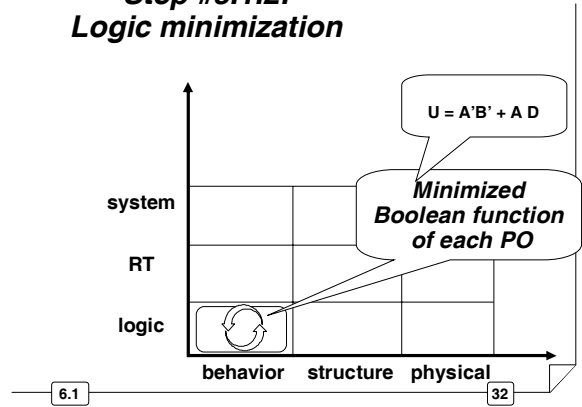 Logic minimization
U = A'B' + A D
Minimized
Boolean function
of each PO
system
RT
logic
behavior structure physical
6.1
32